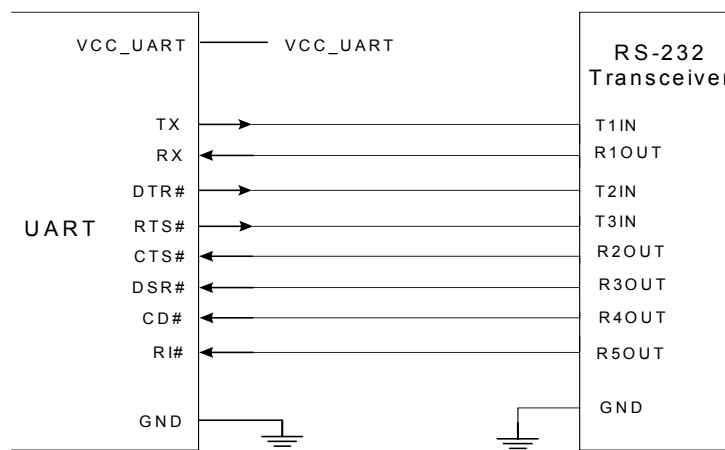 VCC_UART VCC_UART
RS-232
Transceiver
TX T1IN
RX R1OUT
DTR# T2IN
UART RTS# T3IN
CTS# R2OUT
DSR# R3OUT
CD# R4OUT
RI# R5OUT
GND GND